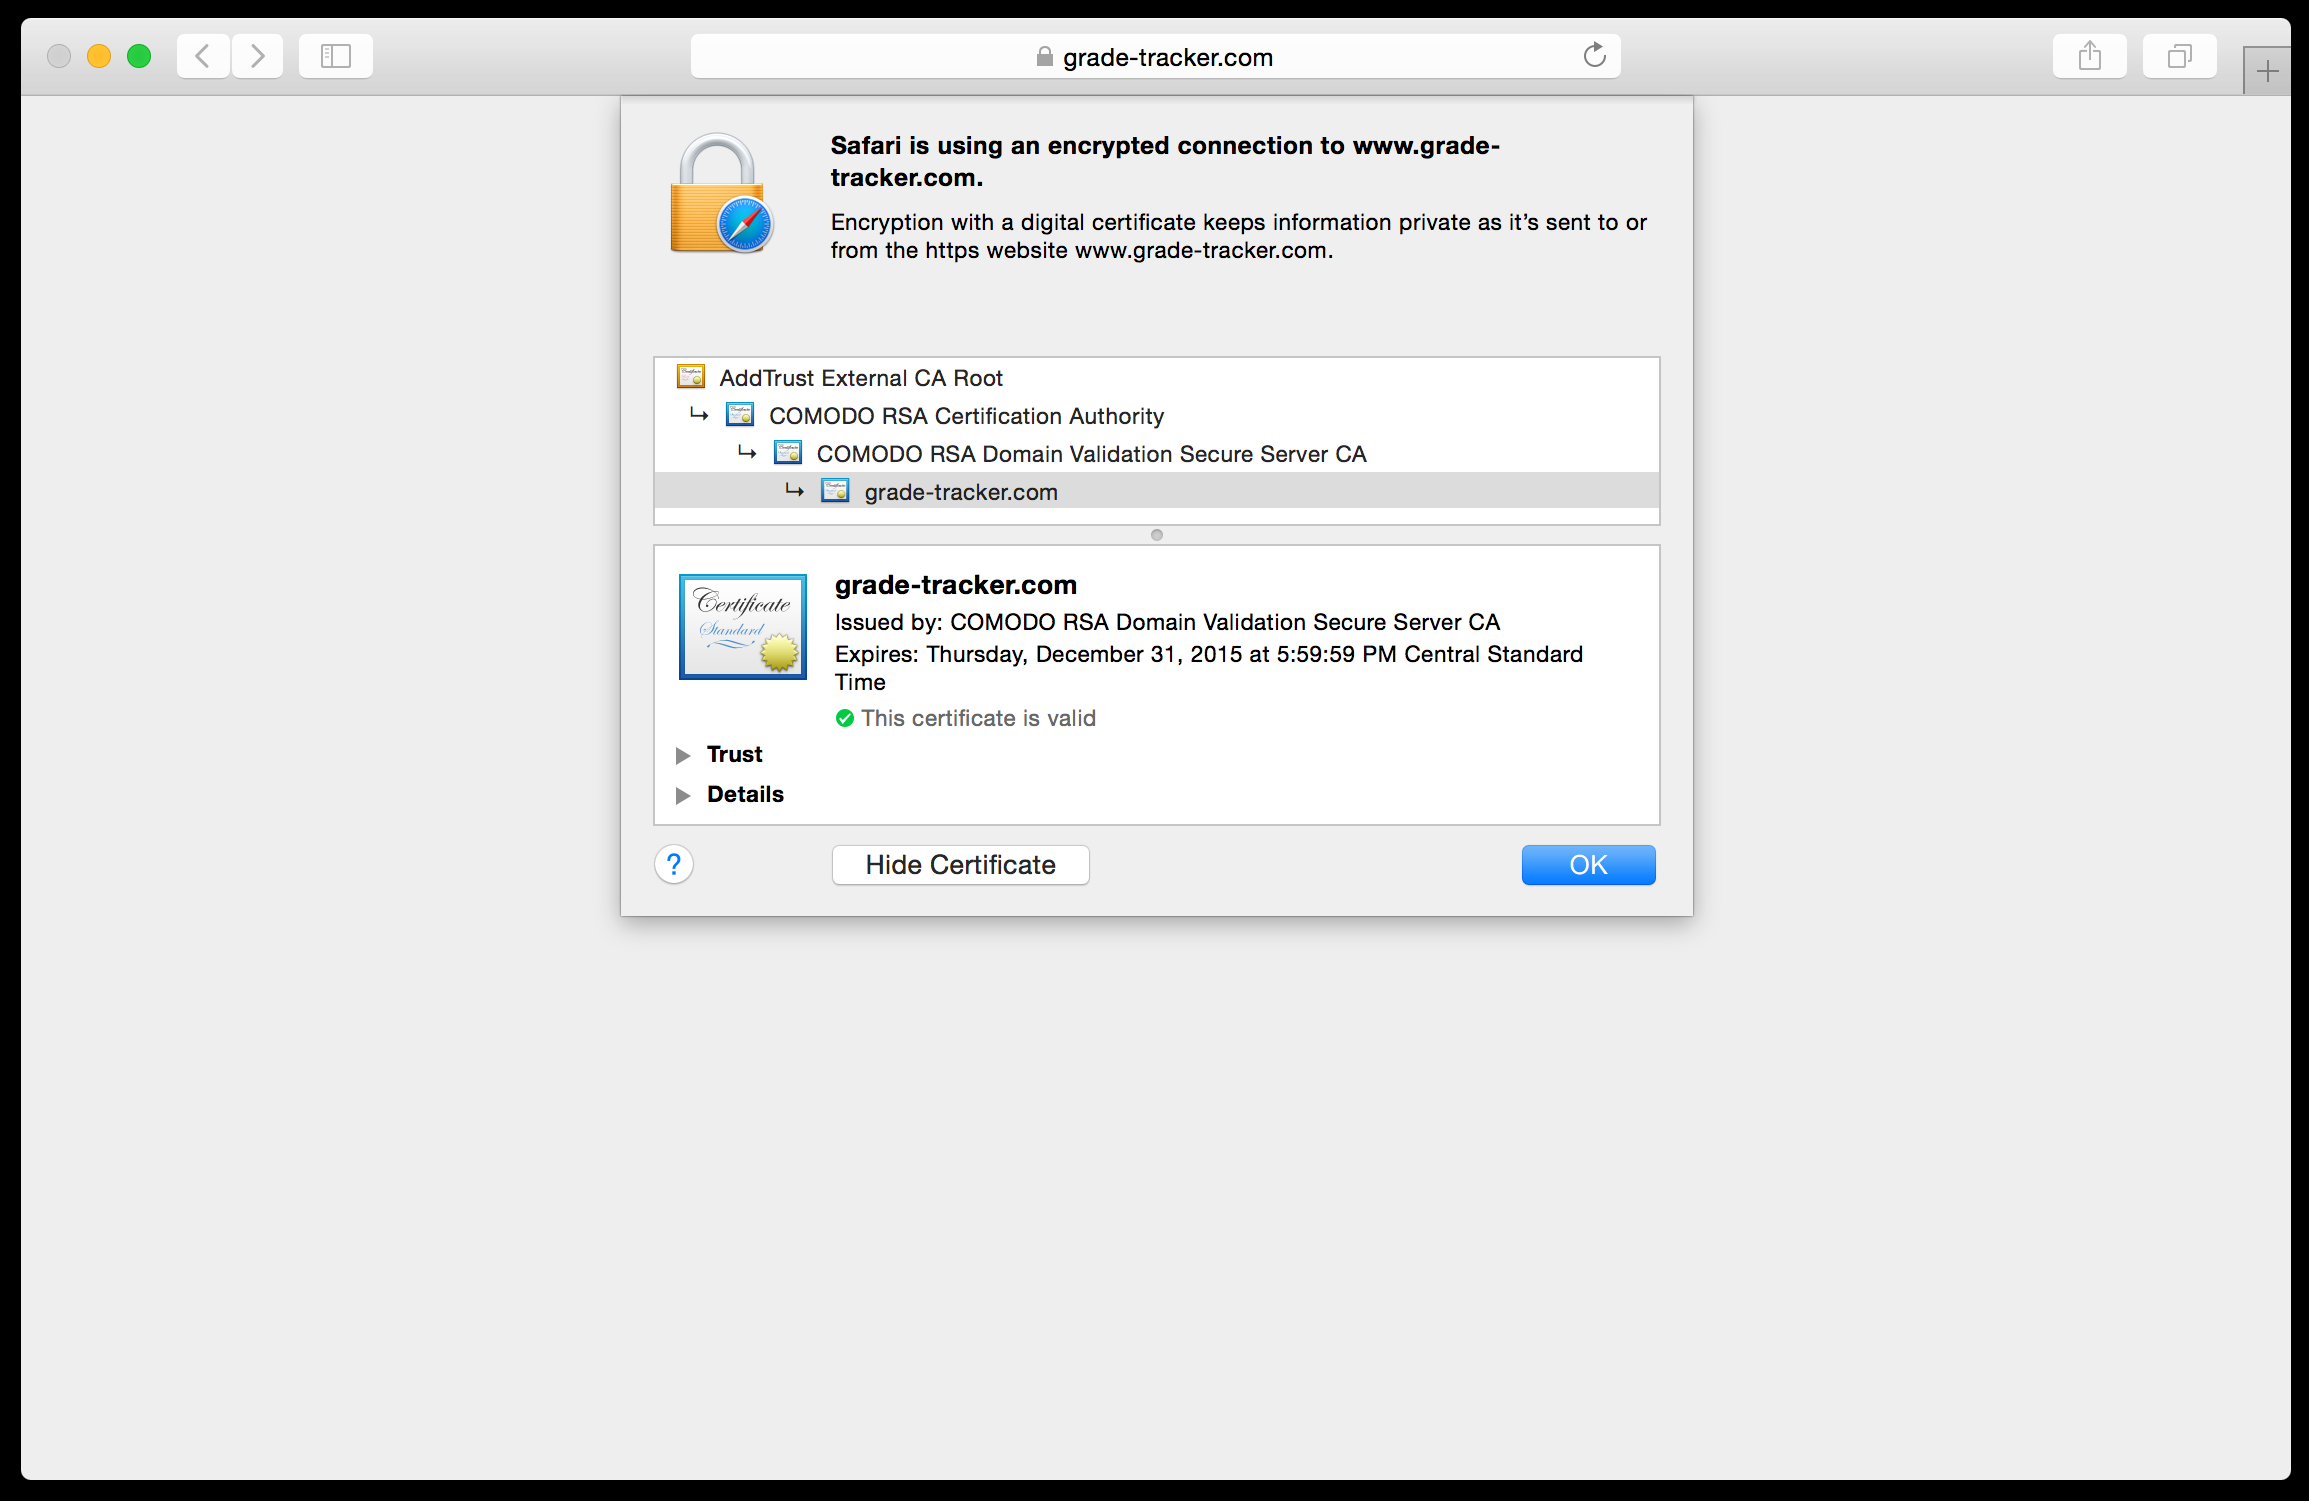 grade-tracker.com
Safari is using an encrypted connection to www.grade-
tracker.com.
Encryption with a digital certificate keeps information private as it’s sent to or
from the https website www.grade-tracker.com.
AddTrust External CA Root
COMODO RSA Certification Authority
COMODO RSA Domain Validation Secure Server CA
grade-tracker.com
Certificate
Standard
grade-tracker.com
Issued by: COMODO RSA Domain Validation Secure Server CA
Expires: Thursday, December 31, 2015 at 5:59:59 PM Central Standard
Time
This certificate is valid
Trust
Details
?
Hide Certificate
OK